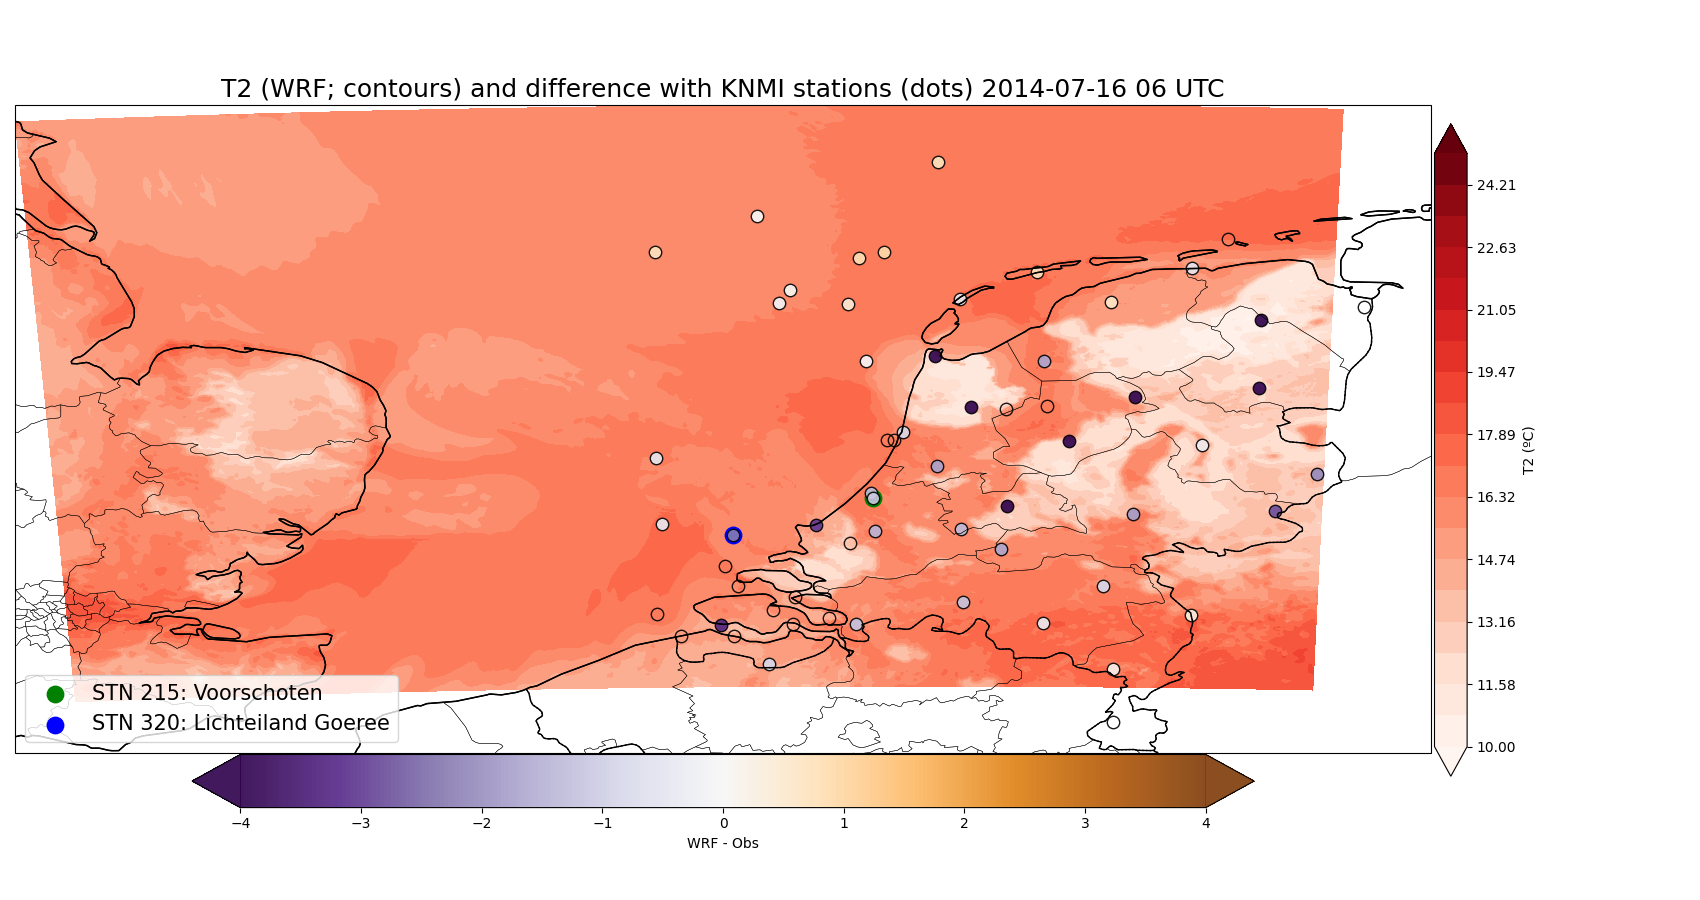 T2 (WRF; contours) and difference with KNMI stations (dots) 2014-07-16 06 UTC
24.21
22.63
21.05
19.47
17.89
16.32
14.74
13.16
11.58
10.00
T2 (ºC)
STN 215: Voorschoten
STN 320: Lichteiland Goeree
−4 −3 −2 −1 0 1 2 3 4
WRF - Obs